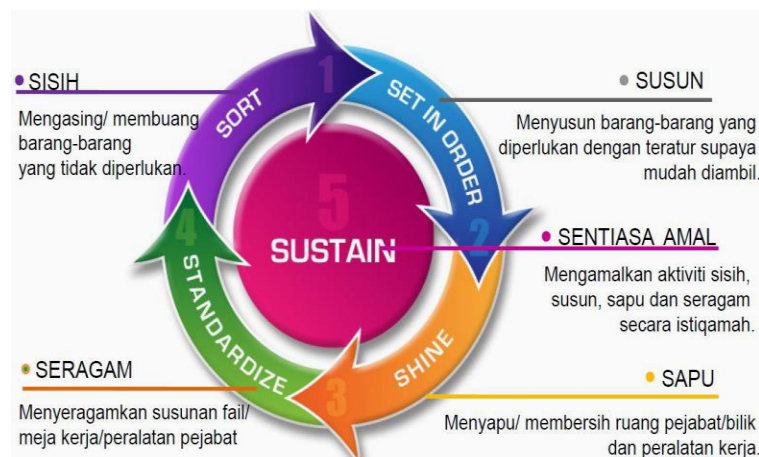 SISIH
Mengasing/ membuang
barang-barang
yang tidak diperlukan.
1
SORT
SET IN ORDER
SUSUN
Menyusun barang-barang yang
diperlukan dengan teratur supaya
mudah diambil.
2
5
SUSTAIN
SENTIASA AMAL
Mengamalkan aktiviti sisih,
susun, sapu dan seragam
secara istiqamah.
4
STANDARDIZE
SERAGAM
Menyeragamkan susunan fail/
meja kerja/peralatan pejabat
3
SHINE
SAPU
Menyapu/ membersih ruang pejabat/bilik
dan peralatan kerja.